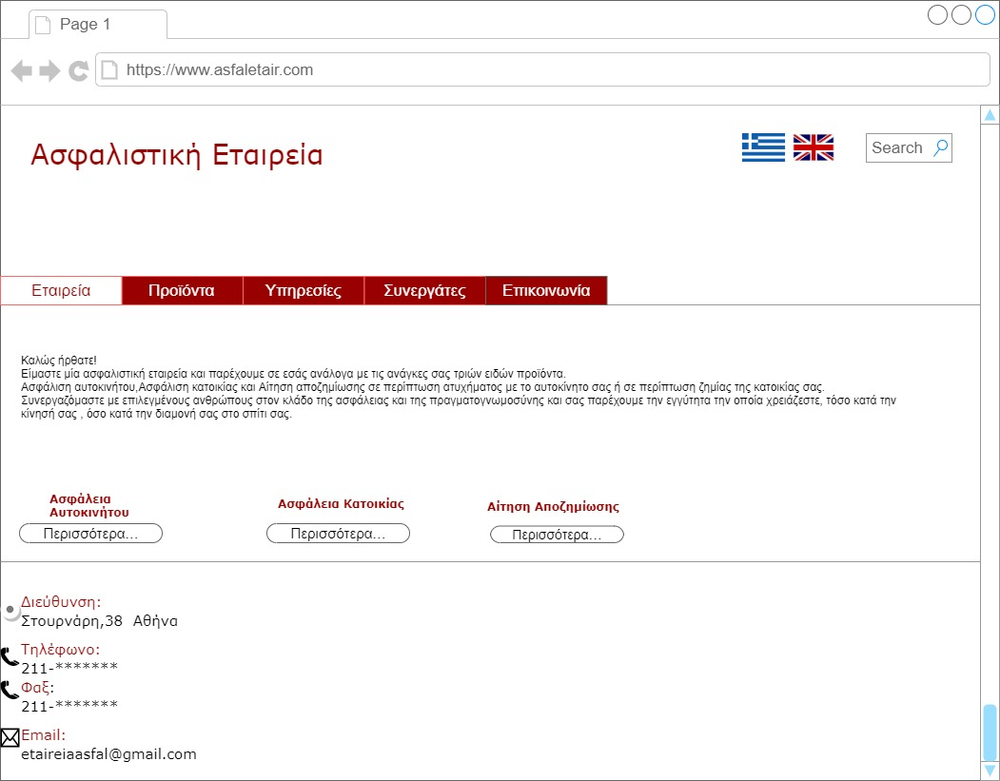 Page 1
https://www.asfaletair.com
Ασφαλιστική Εταιρεία
Search
Εταιρεία Προϊόντα Υπηρεσίες Συνεργάτες Επικοινωνία
Καλώς ήρθατε!
Είμαστε μία ασφαλιστική εταιρεία και παρέχουμε σε εσάς ανάλογα με τις ανάγκες σας τριών ειδών προϊόντα.
Ασφάλιση αυτοκινήτου,Ασφάλιση κατοικίας και Αίτηση αποζημίωσης σε περίπτωση ατυχήματος με το αυτοκίνητο σας ή σε περίπτωση ζημίας της κατοικίας σας.
Συνεργαζόμαστε με επιλεγμένους ανθρώπους στον κλάδο της ασφάλειας και της πραγματογνωμοσύνης και σας παρέχουμε την εγγύτητα την οποία χρειάζεστε, τόσο κατά την
κίνησή σας , όσο κατά την διαμονή σας στο σπίτι σας.
Ασφάλεια
Αυτοκινήτου
Περισσότερα...
Ασφάλεια Κατοικίας
Περισσότερα...
Αίτηση Αποζημίωσης
Περισσότερα...
Διεύθυνση:
Στουρνάρη,38 Αθήνα
Τηλέφωνο:
211-*******
Φαξ:
211-*******
Email:
etaireiaasfal@gmail.com